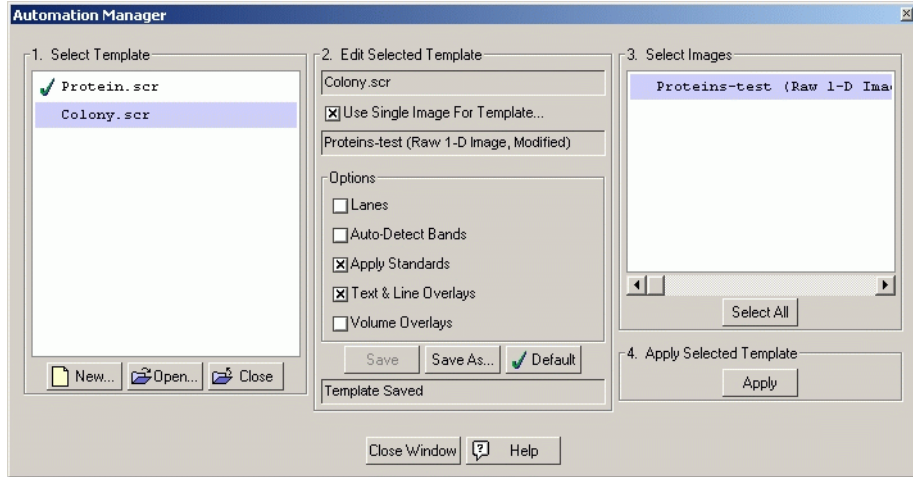 Automation Manager
1. Select Template
Protein.scr
Colony.scr
New...
Open...
Close
2. Edit Selected Template
Colony.scr
Use Single Image For Template...
Proteins-test (Raw 1-D Image, Modified)
Options
Lanes
Auto-Detect Bands
Apply Standards
Text & Line Overlays
Volume Overlays
Save
Save As...
Default
Template Saved
3. Select Images
Proteins-test (Raw 1-D Ima
Select All
4. Apply Selected Template
Apply
Close Window
Help